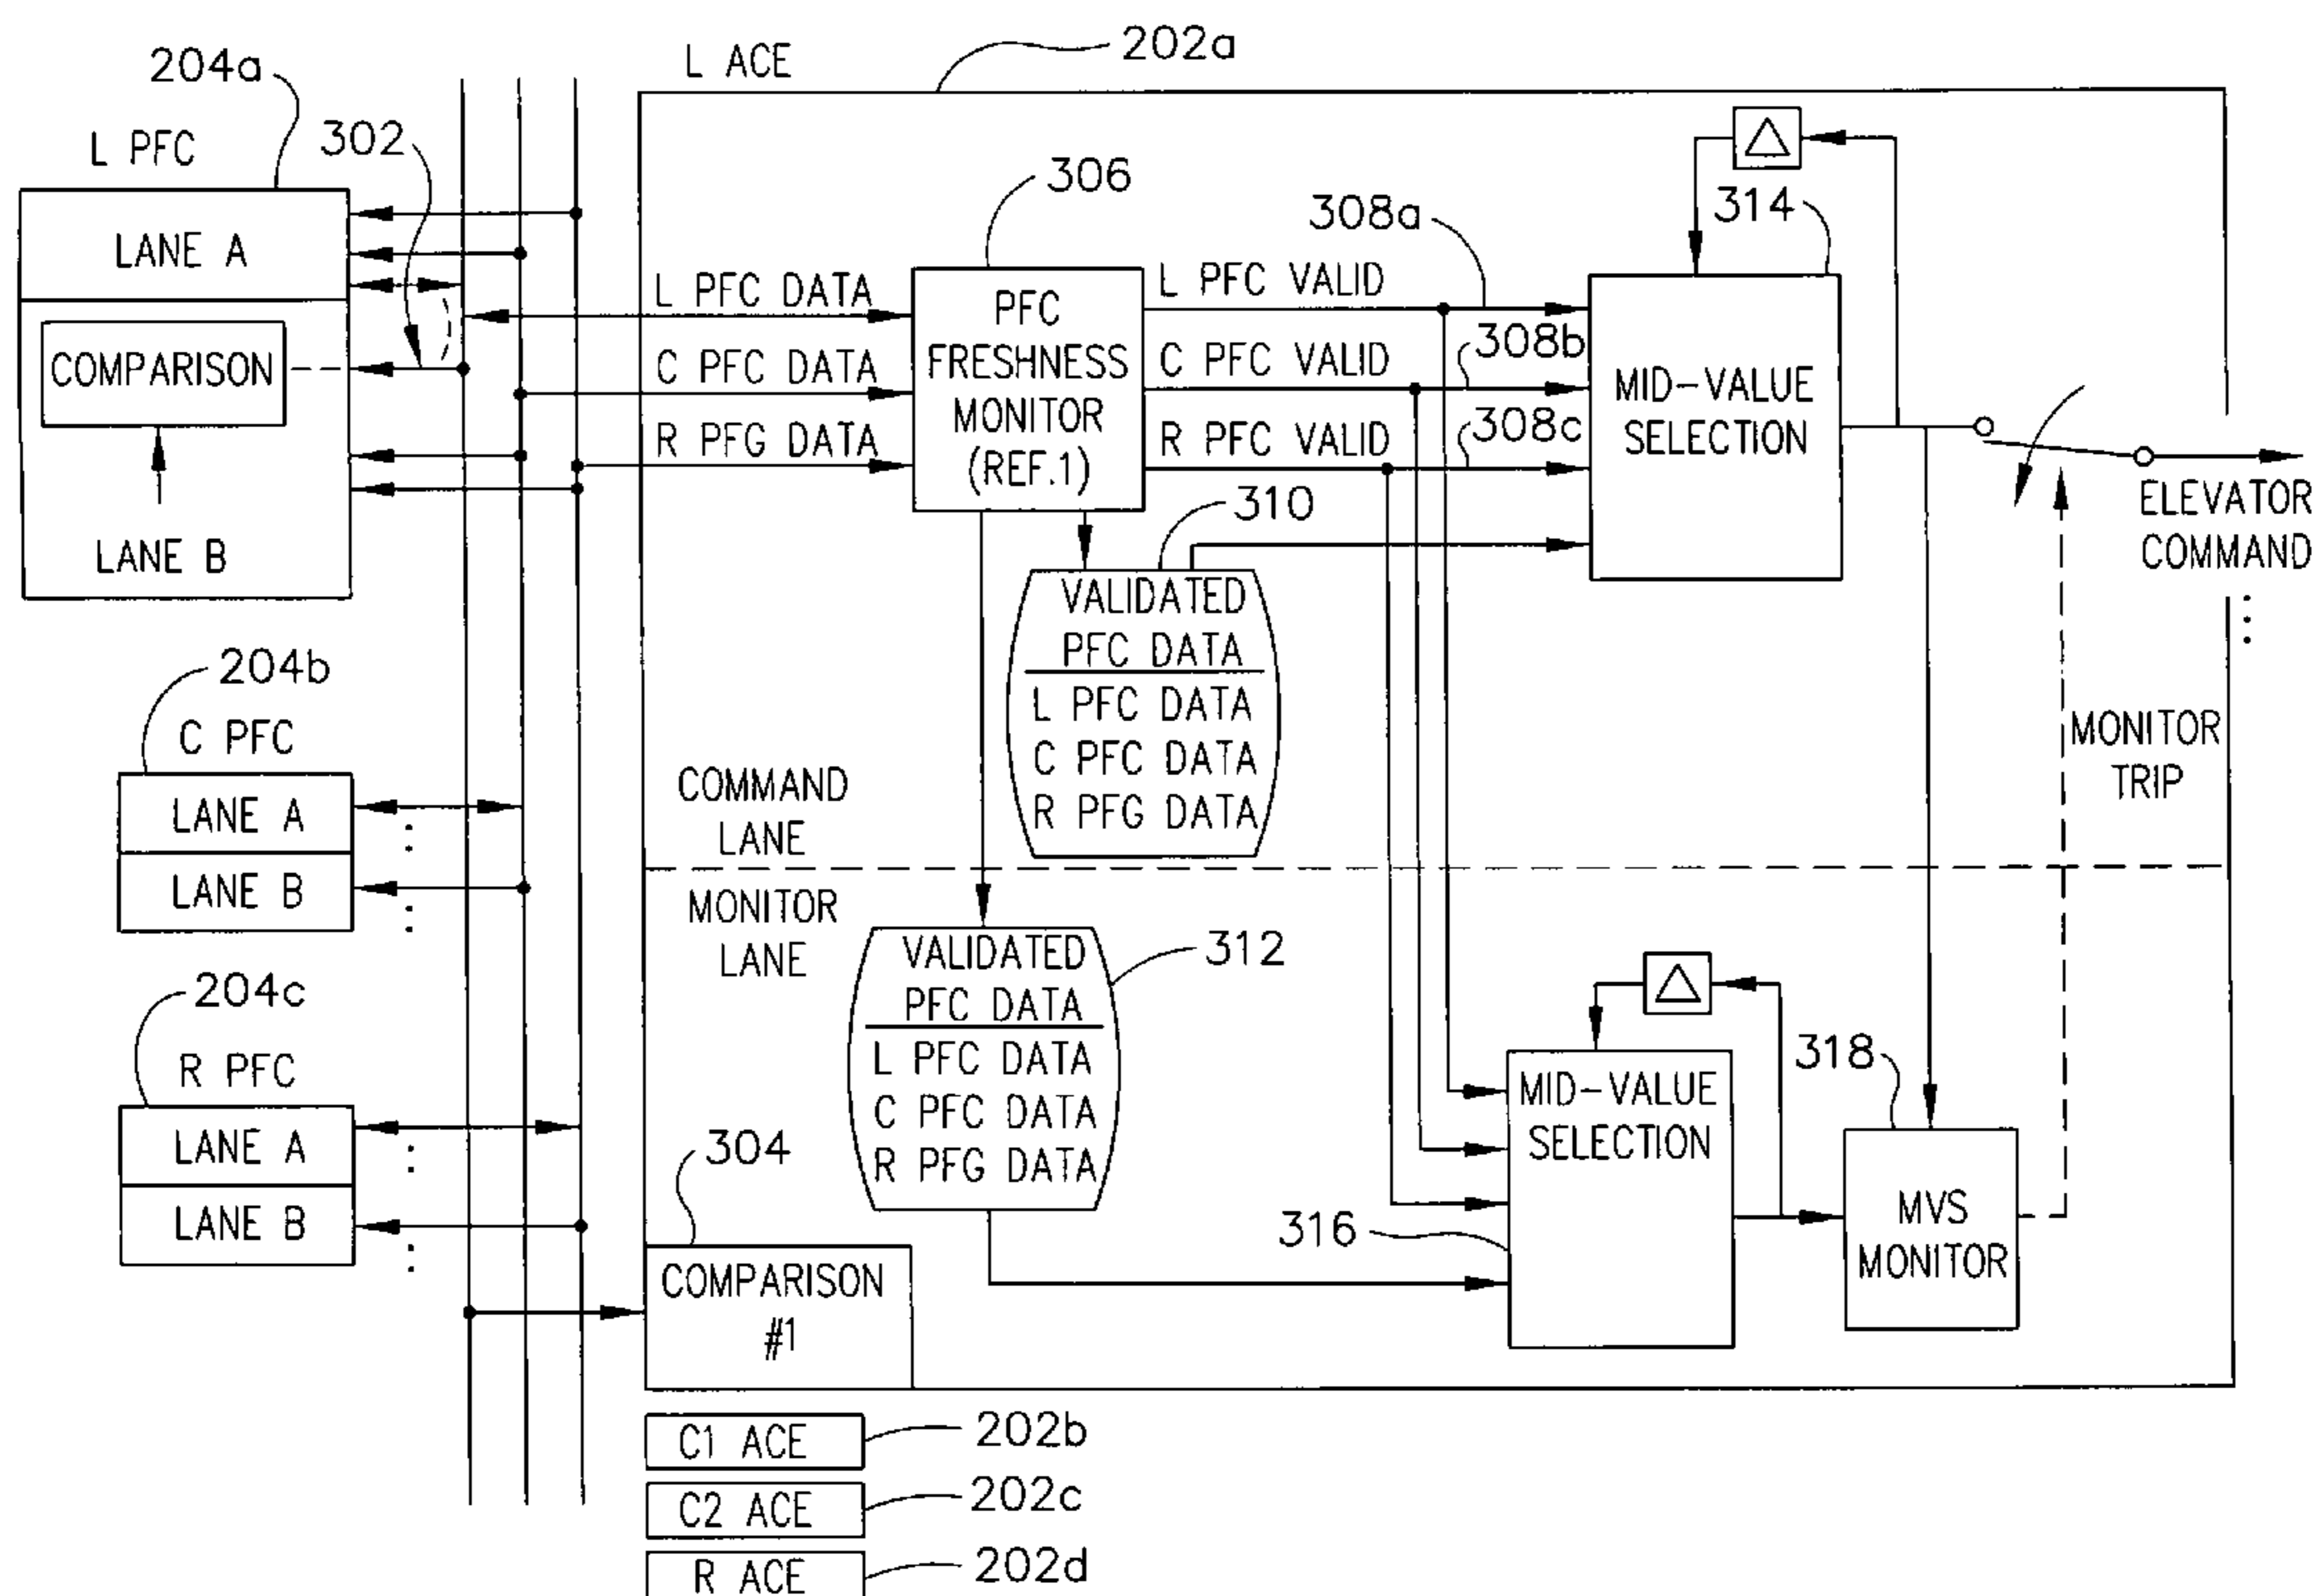 L ACE
202a
204a
L PFC
302
LANE A
COMPARISON
LANE B
204b
C PFC
LANE A
LANE B
204c
R PFC
LANE A
LANE B
L PFC DATA
C PFC DATA
R PFG DATA
306
PFC
FRESHNESS
MONITOR
(REF.1)
308a
L PFC VALID
308b
C PFC VALID
308c
R PFC VALID
314
MID-VALUE
SELECTION
ELEVATOR
COMMAND
310
VALIDATED
PFC DATA
L PFC DATA
C PFC DATA
R PFG DATA
MONITOR
TRIP
COMMAND
LANE
MONITOR
LANE
312
VALIDATED
PFC DATA
L PFC DATA
C PFC DATA
R PFG DATA
304
COMPARISON
#1
316
MID-VALUE
SELECTION
318
MVS
MONITOR
C1 ACE
202b
C2 ACE
202c
R ACE
202d